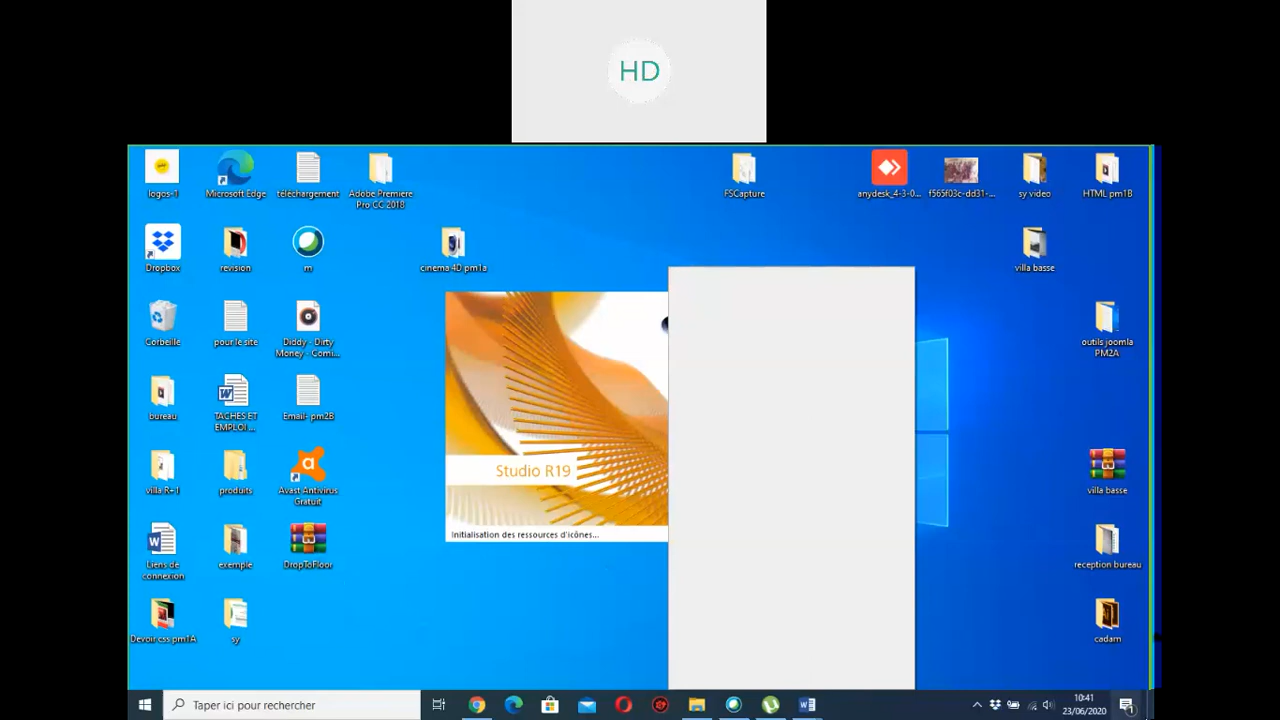 HD
logos-1
Microsoft Edge
téléchargement
Adobe Premiere
Pro CC 2018
FSCapture
anydesk_4-3-0...
f565f03c-dd31-...
sy video
HTML pm1B
Dropbox
revision
m
cinema 4D pm1a
villa basse
Corbeille
pour le site
Diddy - Dirty
Money - Comi...
outils joomla
PM2A
bureau
TACHES ET
EMPLOI ...
Email- pm2B
Studio R19
villa R+1
produits
Avast Antivirus
Gratuit
villa basse
Initialisation des ressources d'icônes...
Liens de
connexion
exemple
DropToFloor
reception bureau
Devoir css pm1A
sy
cadam
Taper ici pour rechercher
10:41
23/06/2020
1